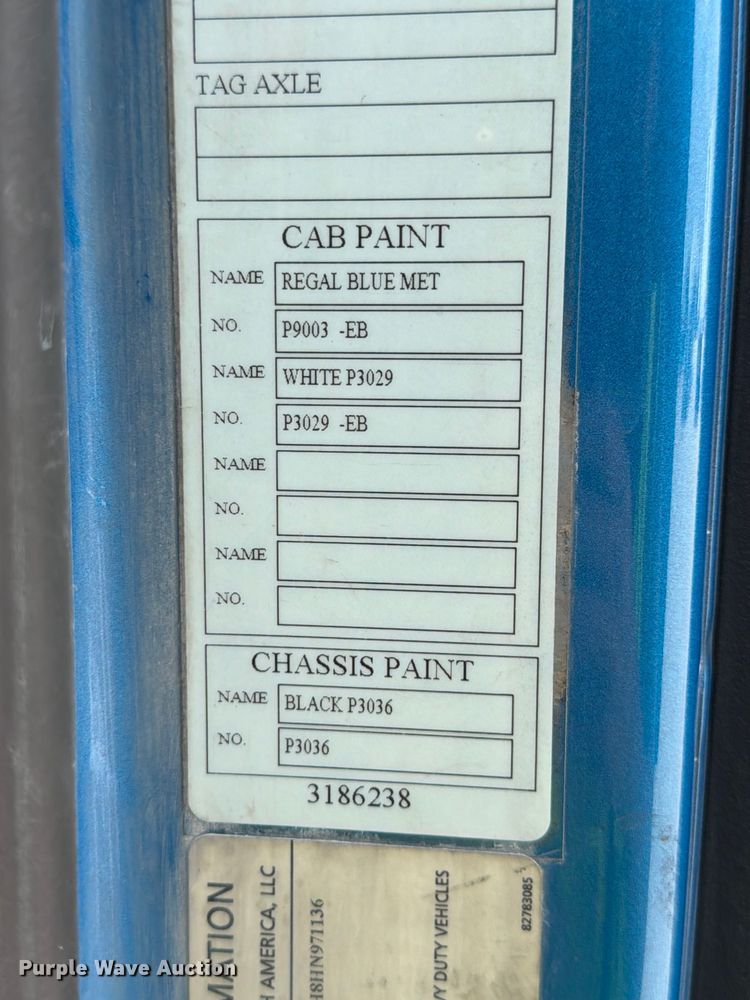 TAG AXLE
CAB PAINT
NAME REGAL BLUE MET
NO. P9003 -EB
NAME WHITE P3029
NO. P3029 -EB
NAME
NO.
NAME
NO.
CHASSIS PAINT
NAME BLACK P3036
NO. P3036
3186238
MATION
H AMERICA, LLC
H8HN971136
VY DUTY VEHICLES
82783085
Purple Wave Auction